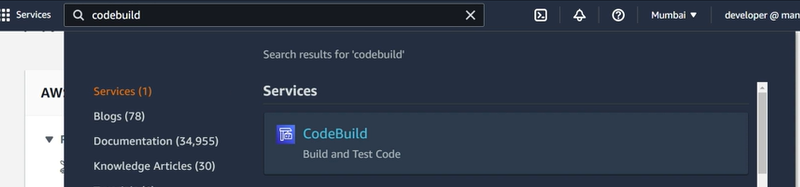 Services
codebuild
Mumbai
developer @ man
Search results for 'codebuild'
AWS
Services (1)
Blogs (78)
Documentation (34,955)
Knowledge Articles (30)
Services
CodeBuild
Build and Test Code